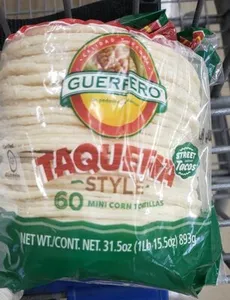 GUERRERO
TAQUERIA
STYLE
STREET
Tacos
60 MINI CORN TORTILLAS
NET WT./CONT. NET. 31.5oz (1Lb 15.5oz) 893g